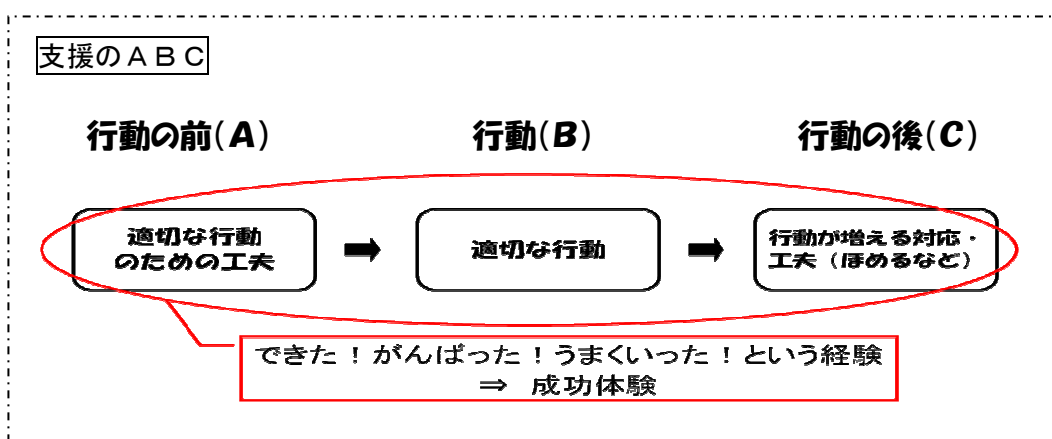 支援のＡＢＣ
行動の前(A)
行動(B)
行動の後(C)
適切な行動
のための工夫
➡
適切な行動
➡
行動が増える対応・
工夫（ほめるなど）
できた！がんばった！うまくいった！という経験
⇒　成功体験